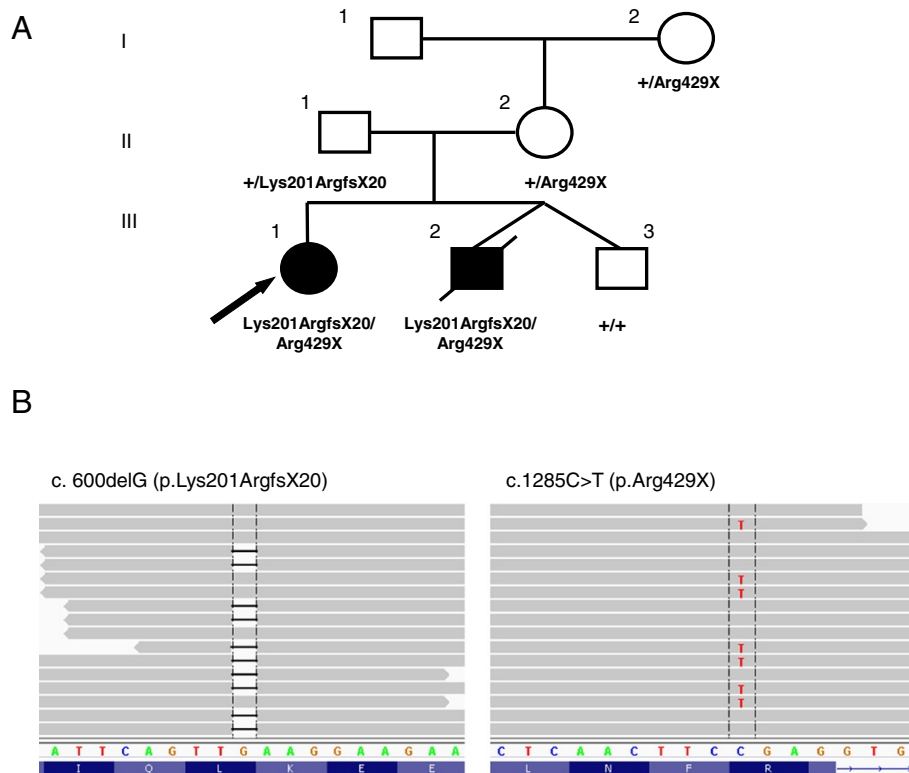 A
I
1
2
+/Arg429X
II
1
2
+/Lys201ArgfsX20
+/Arg429X
III
1
2
3
Lys201ArgfsX20/
Arg429X
Lys201ArgfsX20/
Arg429X
+/+
B
c. 600delG (p.Lys201ArgfsX20)
c.1285C>T (p.Arg429X)
T
T
T
T
T
T
T
A T T C A G T T G A A G G A A G A A
C T C A A C T T C C G A G G T G
I Q L K E E
L N F R